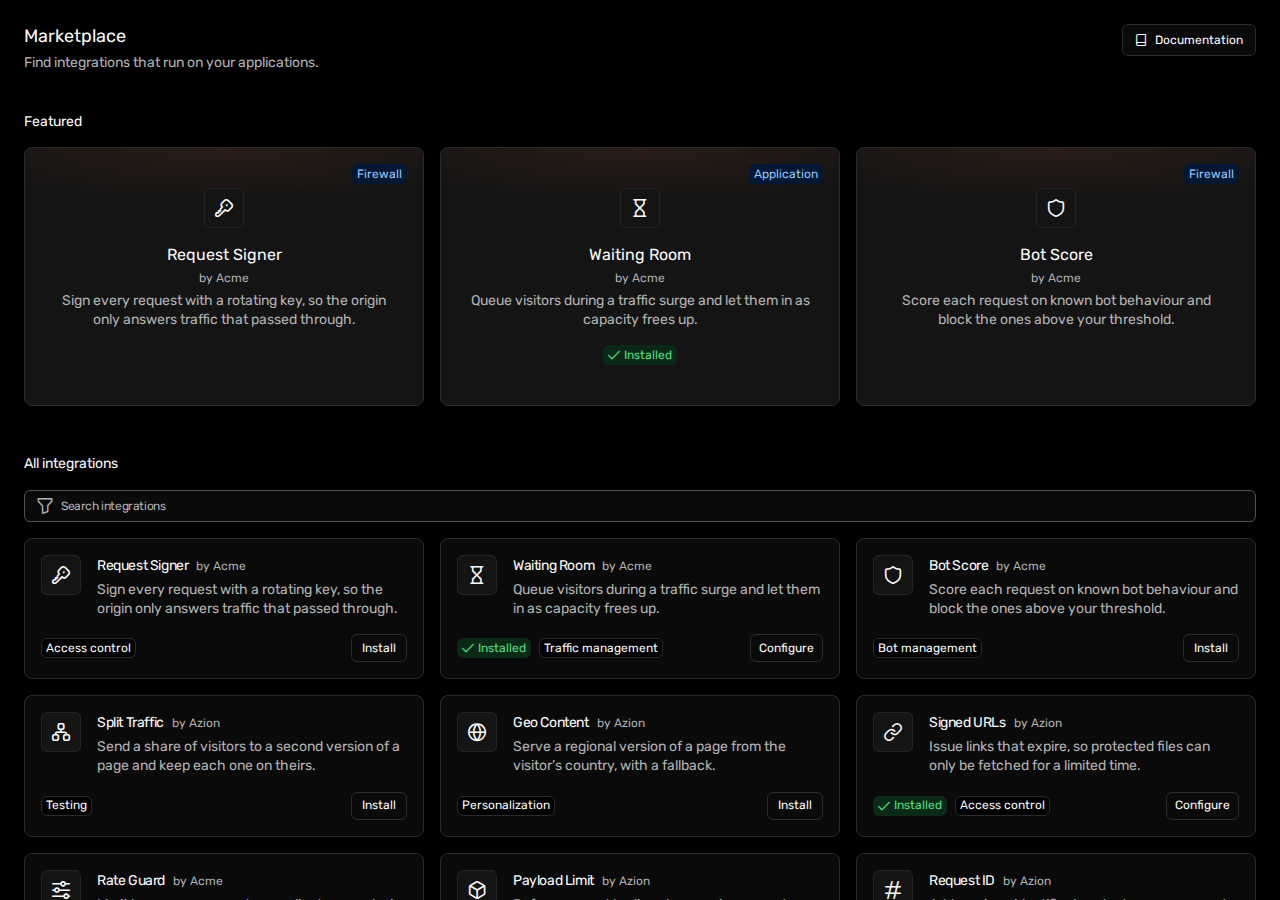 Marketplace
Documentation
Find integrations that run on your applications.
Featured
Firewall
Request Signer
by Acme
Sign every request with a rotating key, so the origin
only answers traffic that passed through.
Application
Waiting Room
by Acme
Queue visitors during a traffic surge and let them in as
capacity frees up.
Installed
Firewall
Bot Score
by Acme
Score each request on known bot behaviour and
block the ones above your threshold.
All integrations
Search integrations
Request Signer by Acme
Sign every request with a rotating key, so the
origin only answers traffic that passed through.
Access control
Install
Waiting Room by Acme
Queue visitors during a traffic surge and let them
in as capacity frees up.
Installed
Traffic management
Configure
Bot Score by Acme
Score each request on known bot behaviour and
block the ones above your threshold.
Bot management
Install
Split Traffic by Azion
Send a share of visitors to a second version of a
page and keep each one on theirs.
Testing
Install
Geo Content by Azion
Serve a regional version of a page from the
visitor's country, with a fallback.
Personalization
Install
Signed URLs by Azion
Issue links that expire, so protected files can
only be fetched for a limited time.
Installed
Access control
Configure
Rate Guard by Acme
Payload Limit by Azion
Request ID by Azion